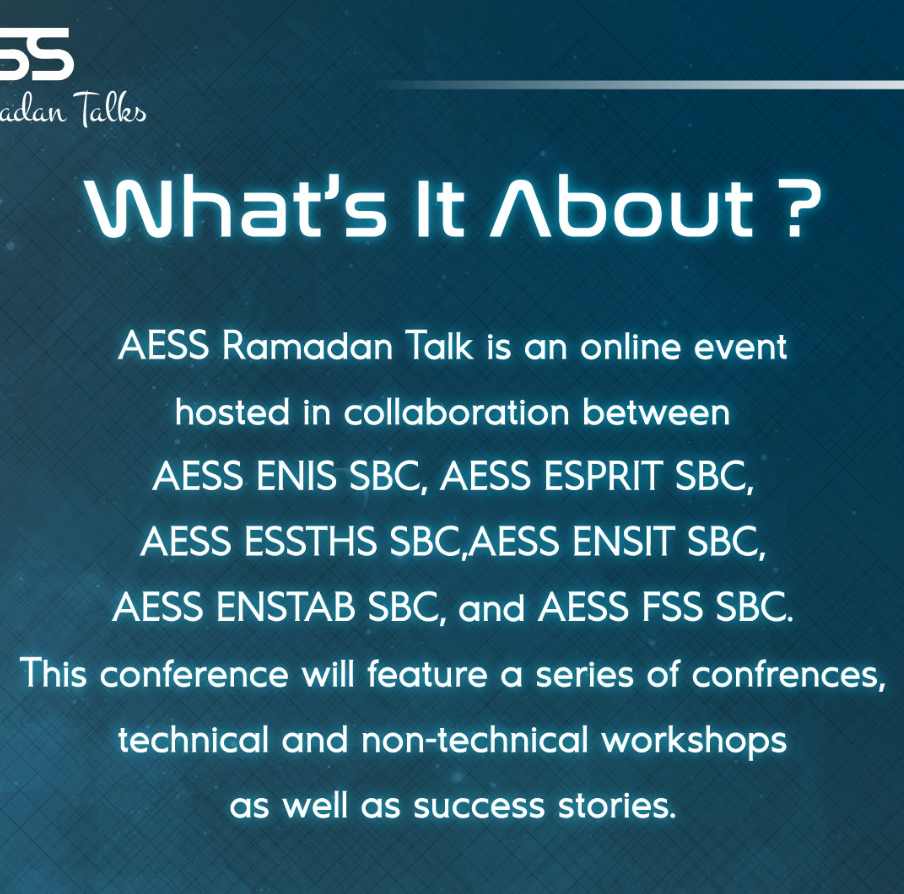 SS
adan Talks
What's It About ?
AESS Ramadan Talk is an online event
hosted in collaboration between
AESS ENIS SBC, AESS ESPRIT SBC,
AESS ESSTHS SBC,AESS ENSIT SBC,
AESS ENSTAB SBC, and AESS FSS SBC.
This conference will feature a series of confrences,
technical and non-technical workshops
as well as success stories.